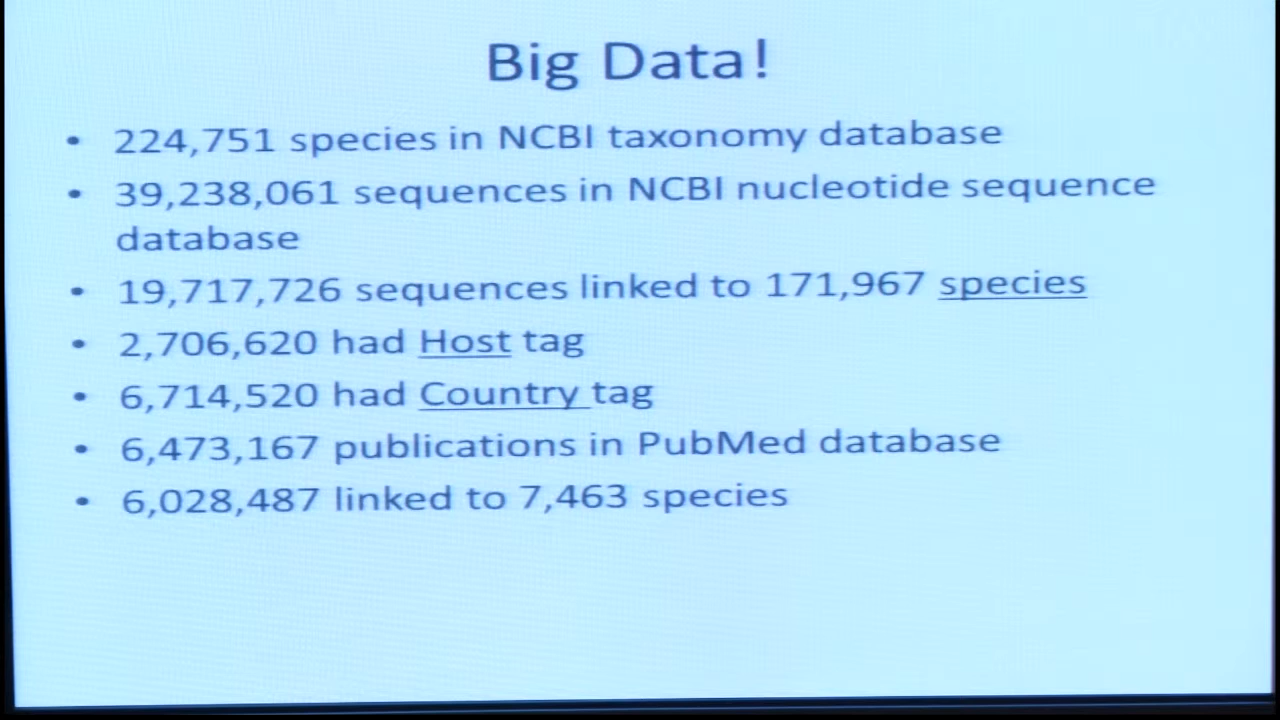 Big Data!
• 224,751 species in NCBI taxonomy database
• 39,238,061 sequences in NCBI nucleotide sequence
database
• 19,717,726 sequences linked to 171,967 species
• 2,706,620 had Host tag
• 6,714,520 had Country tag
• 6,473,167 publications in PubMed database
• 6,028,487 linked to 7,463 species